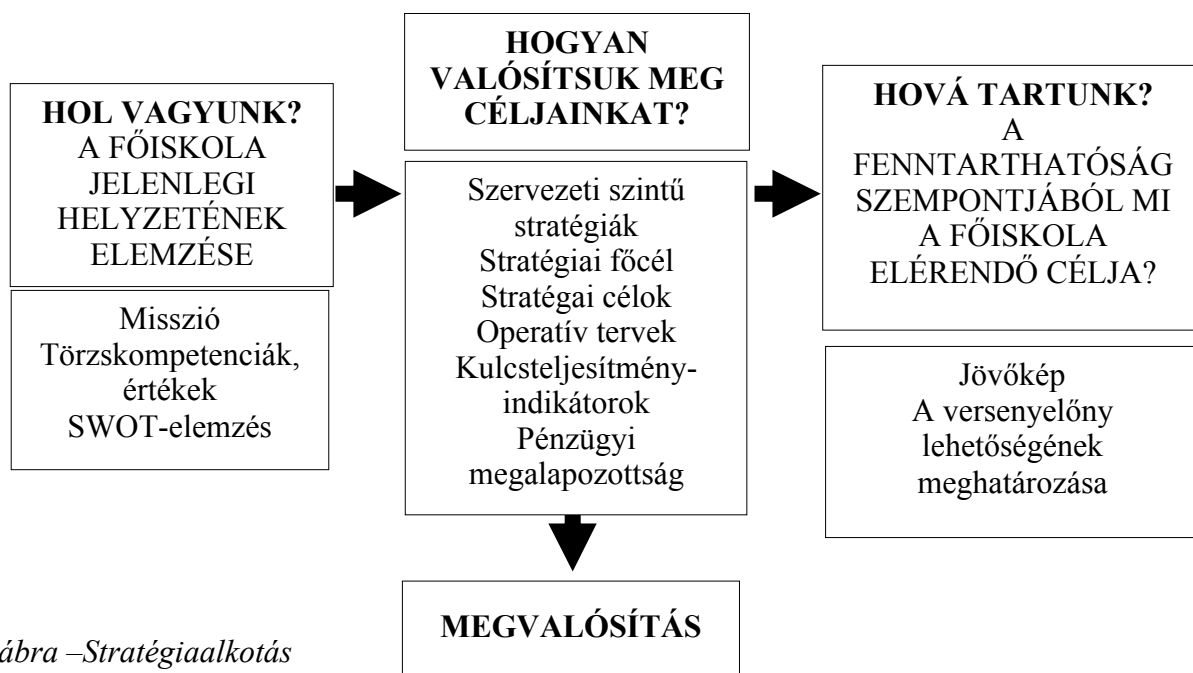 HOL VAGYUNK?
A FŐISKOLA
JELENLEGI
HELYZETÉNEK
ELEMZÉSE
Misszió
Törzskompetenciák,
értékek
SWOT-elemzés
HOGYAN
VALÓSÍTSUK MEG
CÉLJAINKAT?
Szervezeti szintű
stratégiák
Stratégiai főcél
Stratégai célok
Operatív tervek
Kulcsteljesítmény-
indikátorok
Pénzügyi
megalapozottság
HOVÁ TARTUNK?
A
FENNTARTHATÓSÁG
SZEMPONTJÁBÓL MI
A FŐISKOLA
ELÉRENDŐ CÉLJA?
Jövőkép
A versenyelőny
lehetőségének
meghatározása
MEGVALÓSÍTÁS
ábra –Stratégiaalkotás